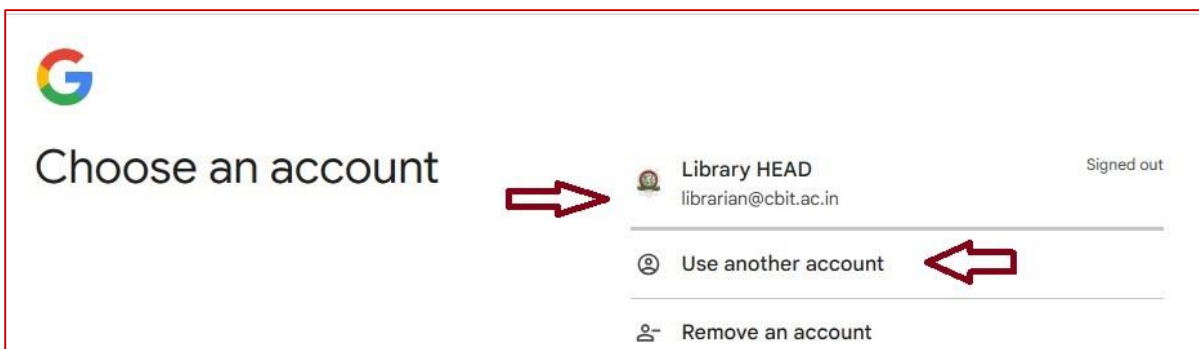 Choose an account
Library HEAD
Signed out
librarian@cbit.ac.in
Use another account
Remove an account